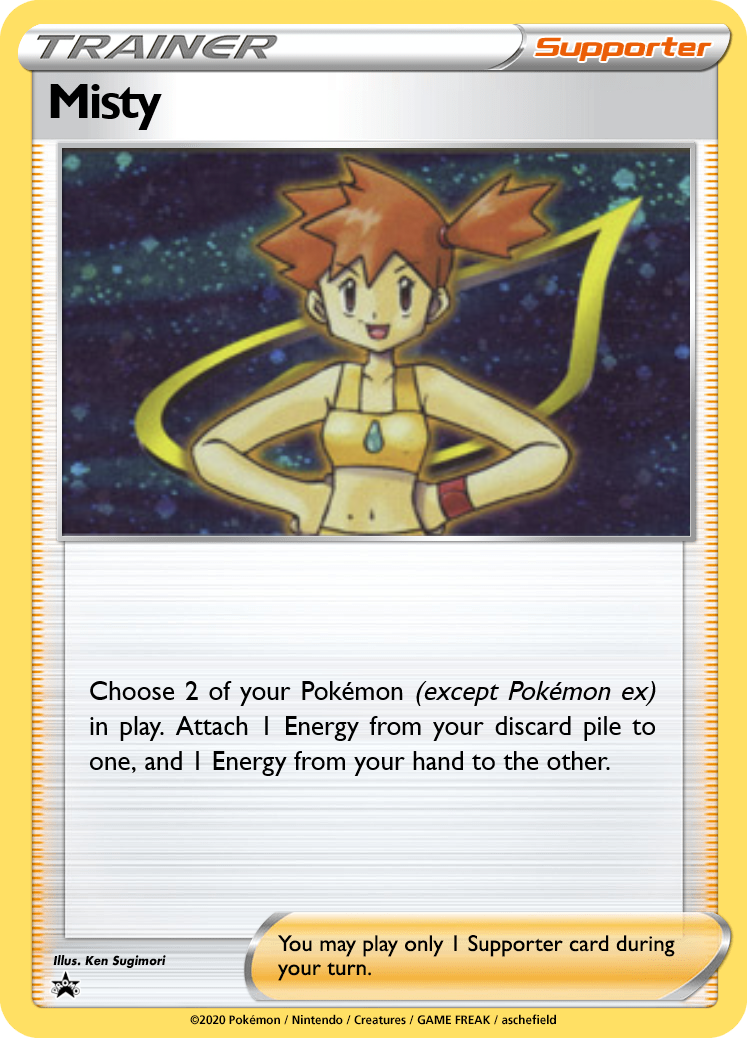 TRAINER Supporter
Misty
Choose 2 of your Pokémon (except Pokémon ex)
in play. Attach 1 Energy from your discard pile to
one, and 1 Energy from your hand to the other.
You may play only 1 Supporter card during
your turn.
Illus. Ken Sugimori
PROMO
©2020 Pokémon / Nintendo / Creatures / GAME FREAK / aschefield